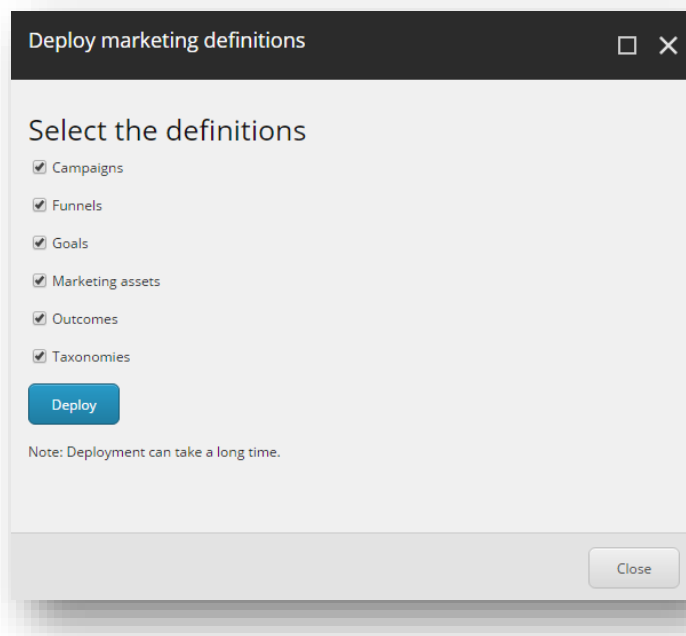 Deploy marketing definitions
Select the definitions
Campaigns
Funnels
Goals
Marketing assets
Outcomes
Taxonomies
Deploy
Note: Deployment can take a long time.
Close